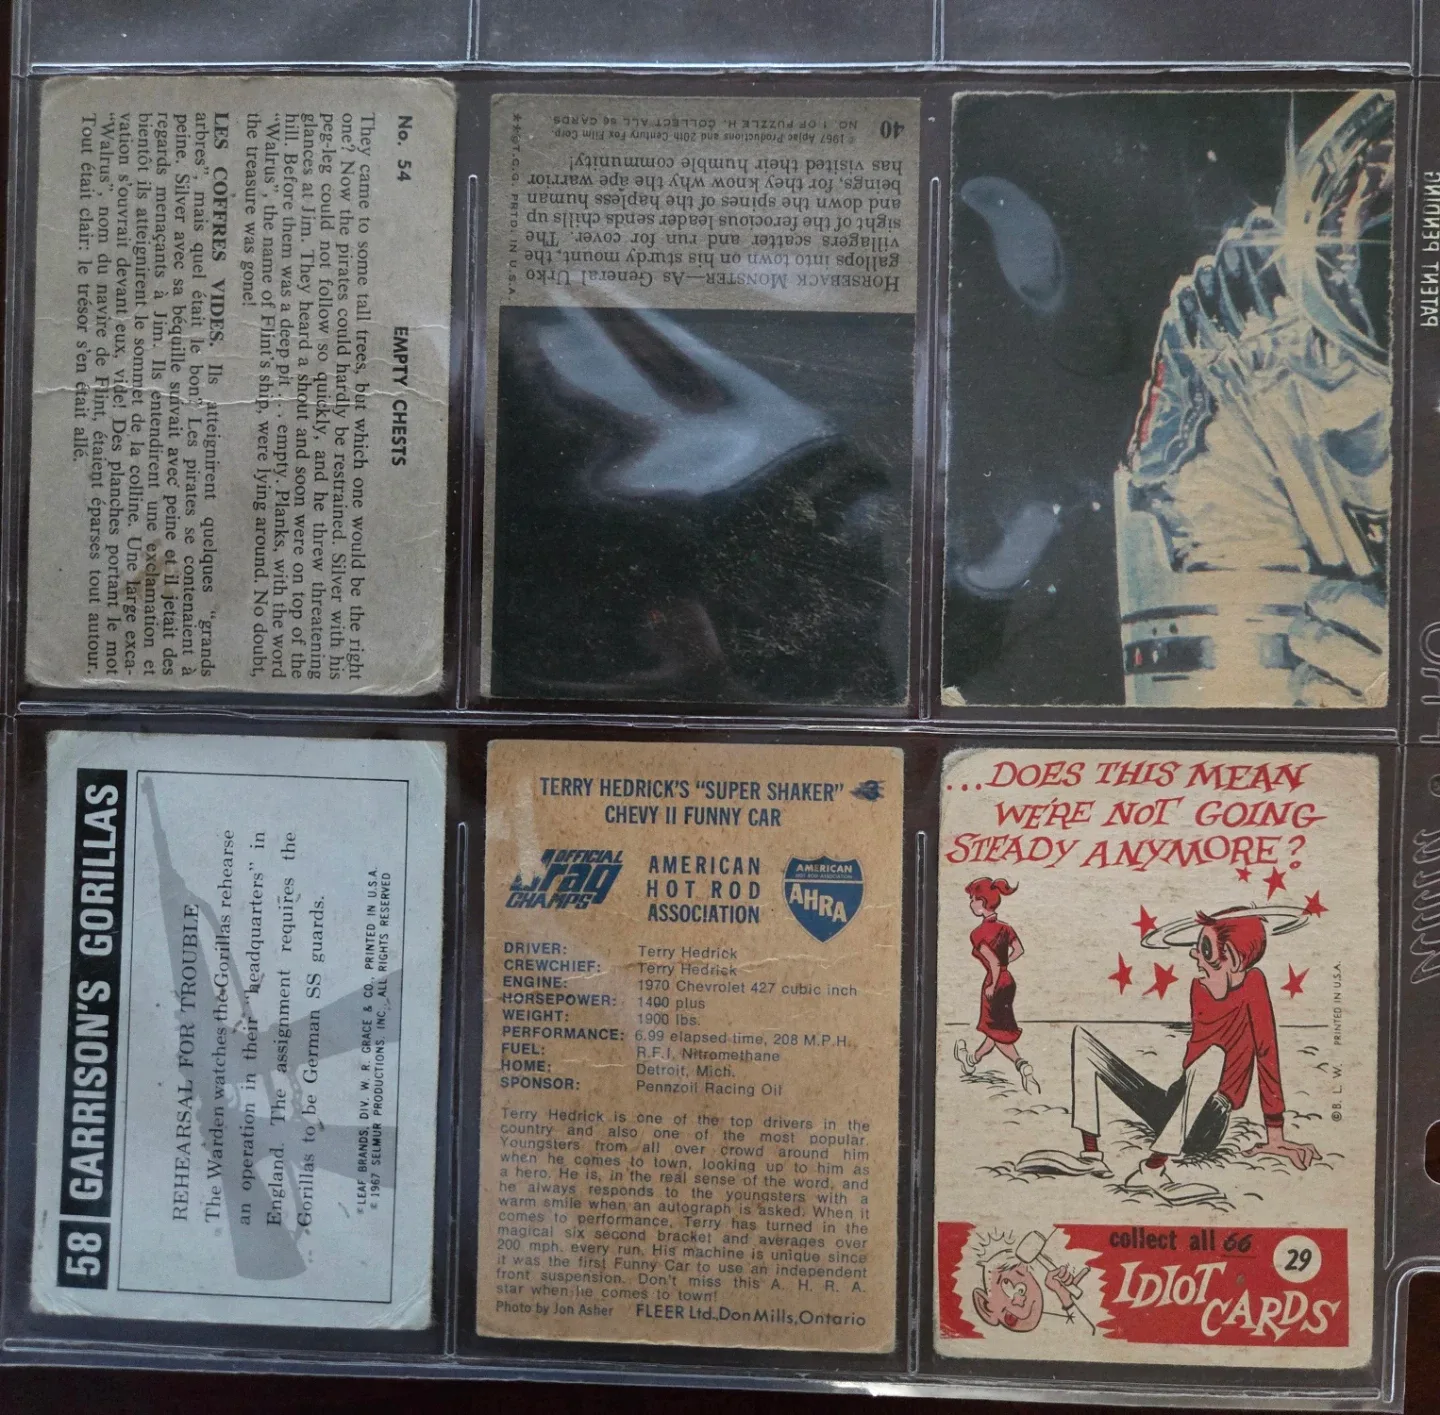 No. 54
EMPTY CHESTS
They came to some tall trees, but which one would be the right
one? Now the pirates could hardly be restrained. Silver with his
peg-leg could not follow so quickly, and he threw threatening
glances at Jim. They heard a shout and soon were on top of the
hill. Before them was a deep pit . . . empty. Planks, with the word
"Walrus", the name of Flint's ship, were lying around. No doubt,
the treasure was gone!
LES COFFRES VIDES. Ils atteignirent quelques "grands
arbres", mais quel était le bon? Les pirates se contenaient à
peine. Silver avec sa béquille suivait avec peine et il jetait des
regards menaçants à Jim. Ils entendirent une exclamation et
bientôt ils atteignirent le sommet de la colline. Une large exca-
vation s'ouvrait devant eux, vide! Des planches portant le mot
"Walrus", nom du navire de Flint, étaient éparses tout autour.
Tout était clair: le trésor s'en était allé.
HORSEBACK MONSTER—As General Urko
gallops into town on his sturdy mount, the
villagers scatter and run for cover. The
sight of the ferocious leader sends chills up
and down the spines of the hapless human
beings, for they know why the ape warrior
has visited their humble community!
40
NO. 1 OF PUZZLE H. COLLECT ALL 66 CARDS
© 1967 Apjac Productions and 20th Century Fox Film Corp.
★★© T.C.G. PRTD. IN U.S.A.
PATENT PENDING
58 GARRISON'S GORILLAS
REHEARSAL FOR TROUBLE
The Warden watches the Gorillas rehearse
an operation in their "headquarters" in
England. The assignment requires the
Gorillas to be German SS guards.
©LEAF BRANDS, DIV. W. R. GRACE & CO., PRINTED IN U.S.A.
© 1967 SELMUR PRODUCTIONS, INC. ALL RIGHTS RESERVED
TERRY HEDRICK'S "SUPER SHAKER"
CHEVY II FUNNY CAR
3
OFFICIAL
Drag
CHAMPS
AMERICAN
HOT ROD
ASSOCIATION
AMERICAN
HOT ROD ASSOCIATION
AHRA
DRIVER: Terry Hedrick
CREWCHIEF: Terry Hedrick
ENGINE: 1970 Chevrolet 427 cubic inch
HORSEPOWER: 1400 plus
WEIGHT: 1900 lbs.
PERFORMANCE: 6.99 elapsed time, 208 M.P.H.
FUEL: R.F.I. Nitromethane
HOME: Detroit, Mich.
SPONSOR: Pennzoil Racing Oil
Terry Hedrick is one of the top drivers in the
country and also one of the most popular.
Youngsters from all over crowd around him
when he comes to town, looking up to him as
a hero. He is, in the real sense of the word, and
he always responds to the youngsters with a
warm smile when an autograph is asked. When it
comes to performance, Terry has turned in the
magical six second bracket and averages over
200 mph. every run. His machine is unique since
it was the first Funny Car to use an independent
front suspension. Don't miss this A. H. R. A.
star when he comes to town!
Photo by Jon Asher FLEER Ltd., Don Mills, Ontario
...DOES THIS MEAN
WE'RE NOT GOING
STEADY ANYMORE?
©B. L. W. PRINTED IN U.S.A.
collect all 66
IDIOT
CARDS
29